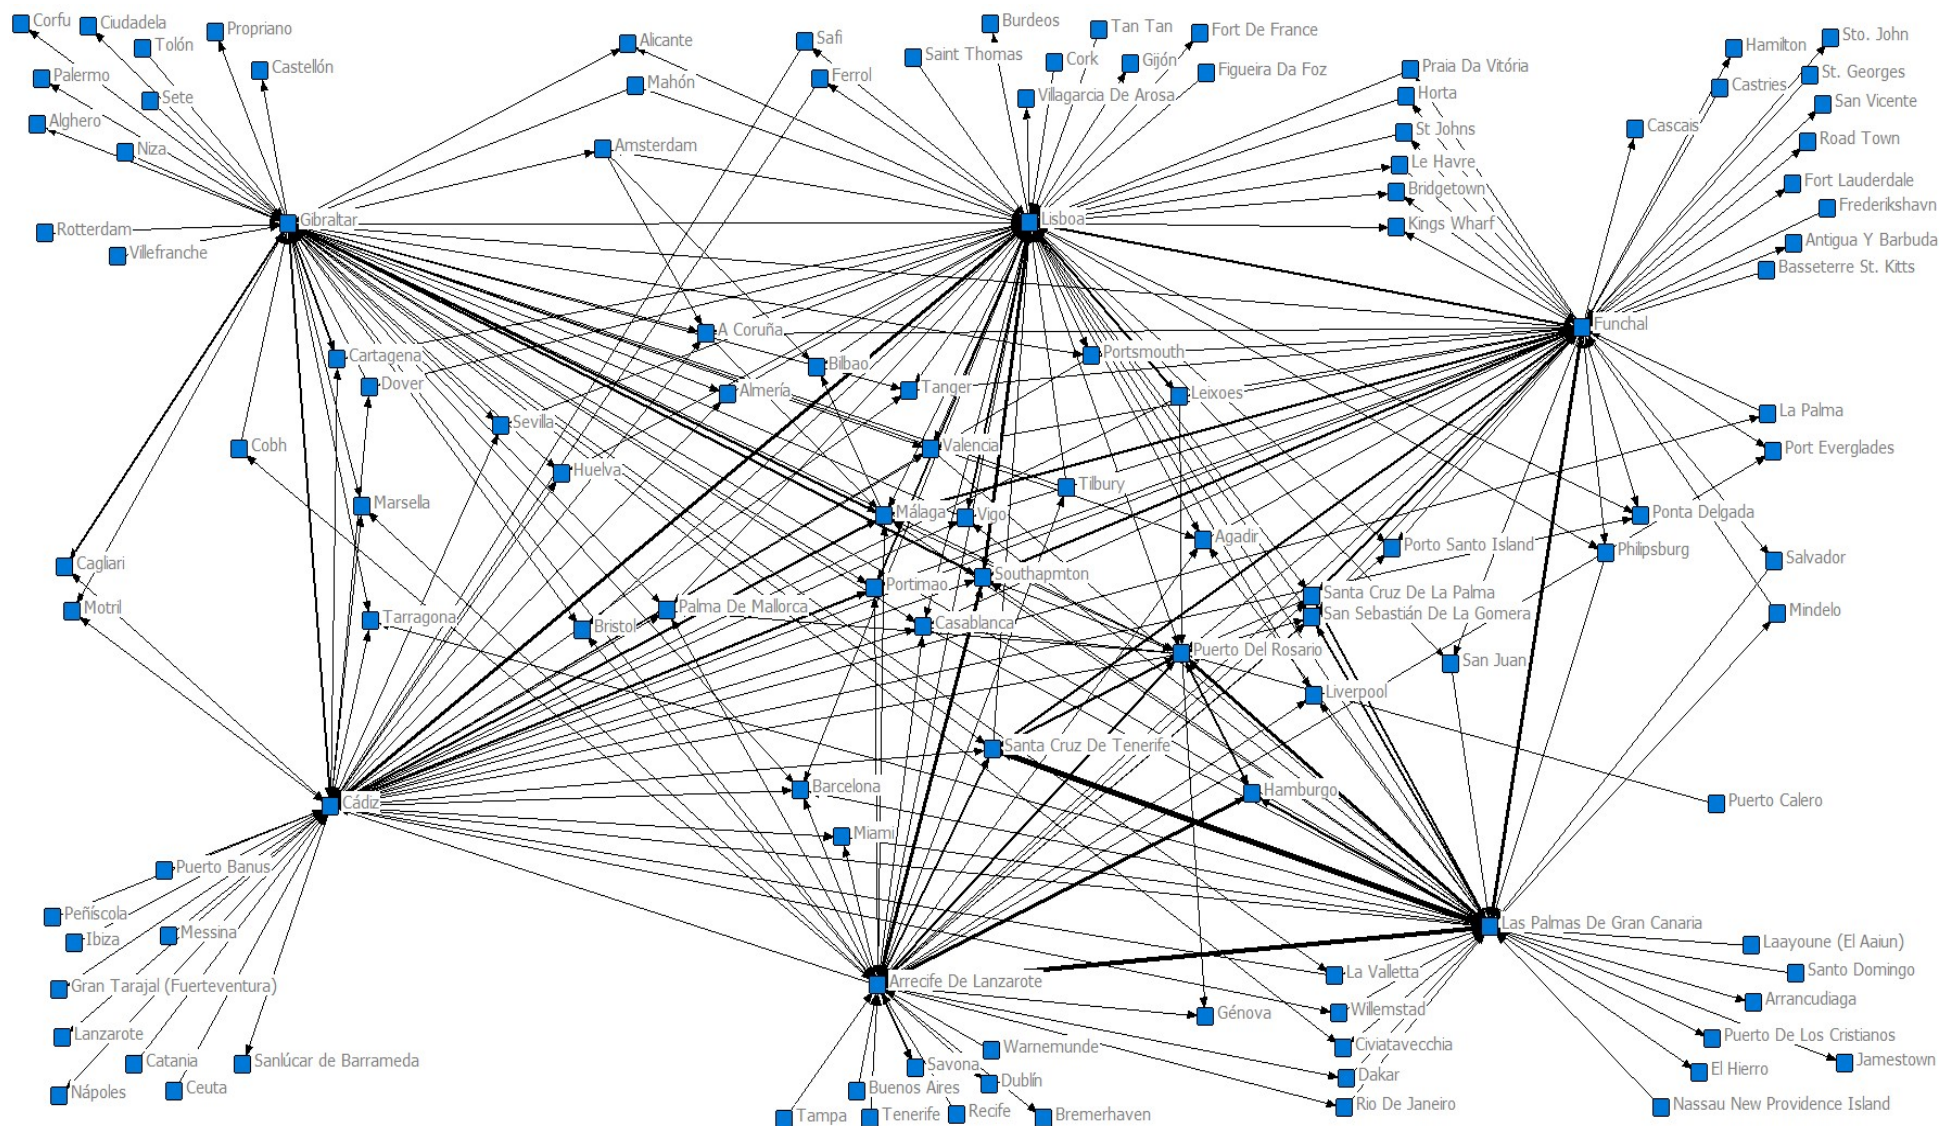 Corfu
Ciudadela
Propriano
Tolón
Castellón
Palermo
Sete
Alghero
Niza
Rotterdam
Villefranche
Gibraltar
Alicante
Mahón
Amsterdam
Safi
Ferrol
Burdeos
Saint Thomas
Tan Tan
Cork
Gijón
Fort De France
Figueira Da Foz
Villagarcia De Arosa
Lisboa
Praia Da Vitória
Horta
St Johns
Le Havre
Bridgetown
Kings Wharf
Hamilton
Sto. John
Castries
St. Georges
San Vicente
Cascais
Road Town
Fort Lauderdale
Frederikshavn
Antigua Y Barbuda
Basseterre St. Kitts
Funchal
Cartagena
Dover
A Coruña
Bilbao
Almería
Tanger
Portsmouth
Leixoes
Sevilla
Cobh
Huelva
Valencia
Tilbury
La Palma
Port Everglades
Marsella
Málaga
Vigo
Agadir
Ponta Delgada
Porto Santo Island
Philipsburg
Salvador
Cagliari
Motril
Tarragona
Palma De Mallorca
Bristol
Portimao
Southapmton
Casablanca
Santa Cruz De La Palma
San Sebastián De La Gomera
Mindelo
Puerto Del Rosario
San Juan
Liverpool
Santa Cruz De Tenerife
Barcelona
Hamburgo
Puerto Calero
Cádiz
Miami
Puerto Banus
Peñíscola
Ibiza
Messina
Gran Tarajal (Fuerteventura)
Lanzarote
Catania
Sanlúcar de Barrameda
Nápoles
Ceuta
Arrecife De Lanzarote
Las Palmas De Gran Canaria
La Valletta
Willemstad
Génova
Civiatavecchia
Dakar
Rio De Janeiro
Laayoune (El Aaiun)
Santo Domingo
Arrancudiaga
Puerto De Los Cristianos
Jamestown
El Hierro
Nassau New Providence Island
Warnemunde
Savona
Buenos Aires
Dublín
Tampa
Tenerife
Recife
Bremerhaven